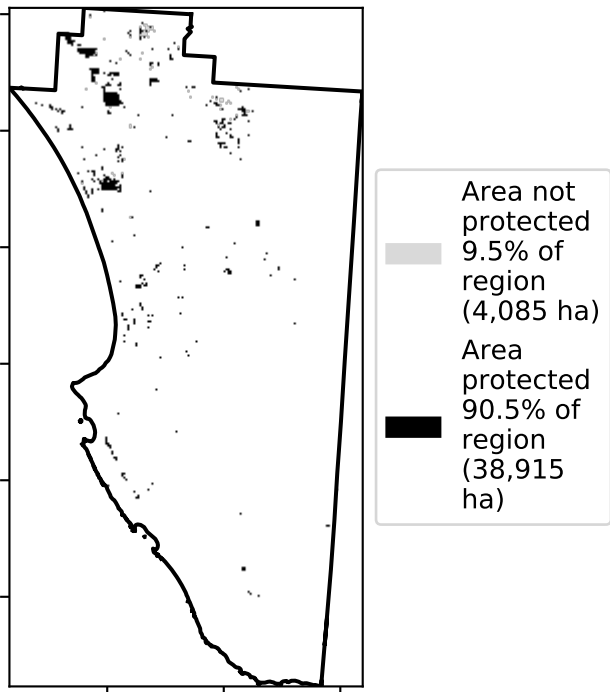 Area not
protected
9.5% of
region
(4,085 ha)
Area
protected
90.5% of
region
(38,915
ha)